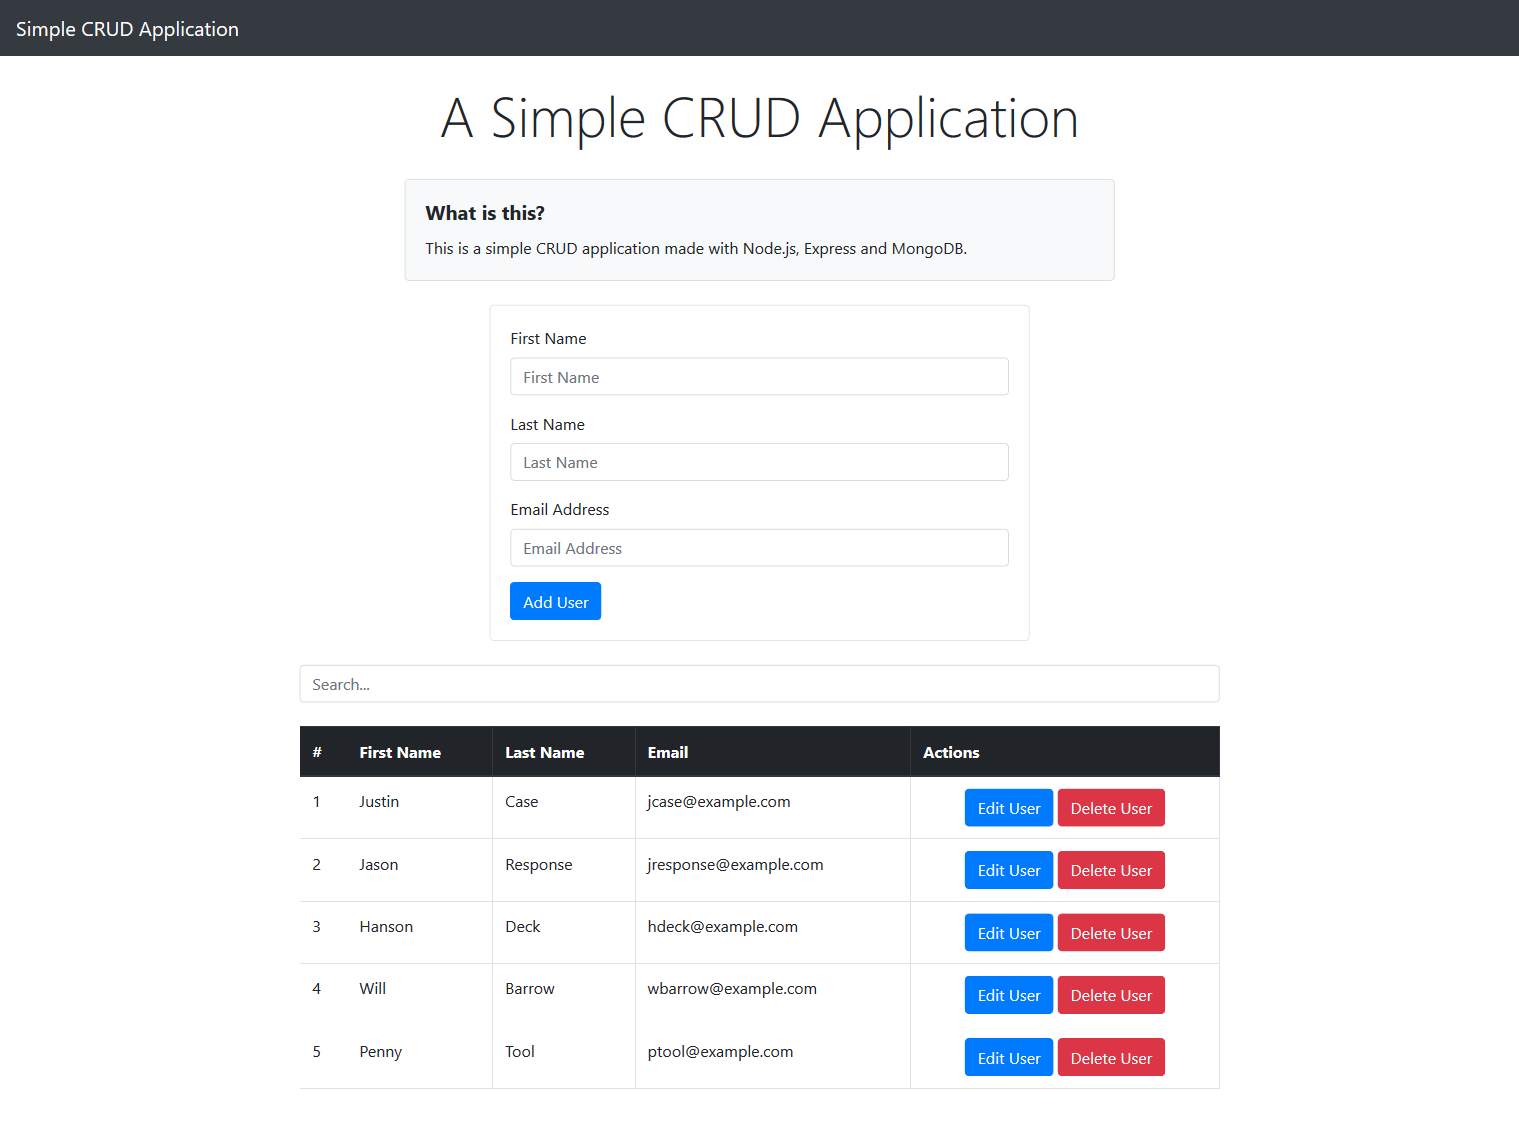 Simple CRUD Application
A Simple CRUD Application
What is this?
This is a simple CRUD application made with Node.js, Express and MongoDB.
First Name
First Name
Last Name
Last Name
Email Address
Email Address
Add User
Search...
# First Name Last Name Email Actions
1 Justin Case jcase@example.com Edit User Delete User
2 Jason Response jresponse@example.com Edit User Delete User
3 Hanson Deck hdeck@example.com Edit User Delete User
4 Will Barrow wbarrow@example.com Edit User Delete User
5 Penny Tool ptool@example.com Edit User Delete User